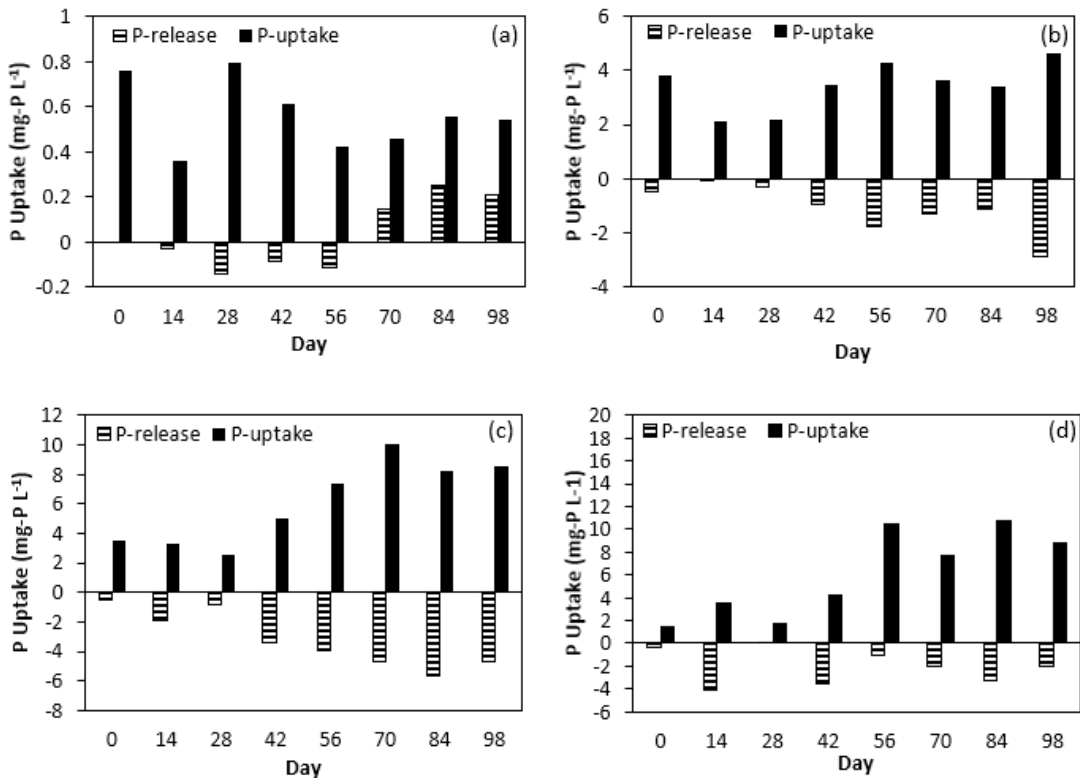 P Uptake (mg-P L⁻¹)
1
0.8
0.6
0.4
0.2
0
-0.2
P-release P-uptake (a)
0 14 28 42 56 70 84 98
Day
P Uptake (mg-P L⁻¹)
6
4
2
0
-2
-4
P-release P-uptake (b)
0 14 28 42 56 70 84 98
Day
P Uptake (mg-P L⁻¹)
12
10
8
6
4
2
0
-2
-4
-6
-8
P-release P-uptake (c)
0 14 28 42 56 70 84 98
Day
P Uptake (mg-P L-1)
20
18
16
14
12
10
8
6
4
2
0
-2
-4
-6
P-release P-uptake (d)
0 14 28 42 56 70 84 98
Day